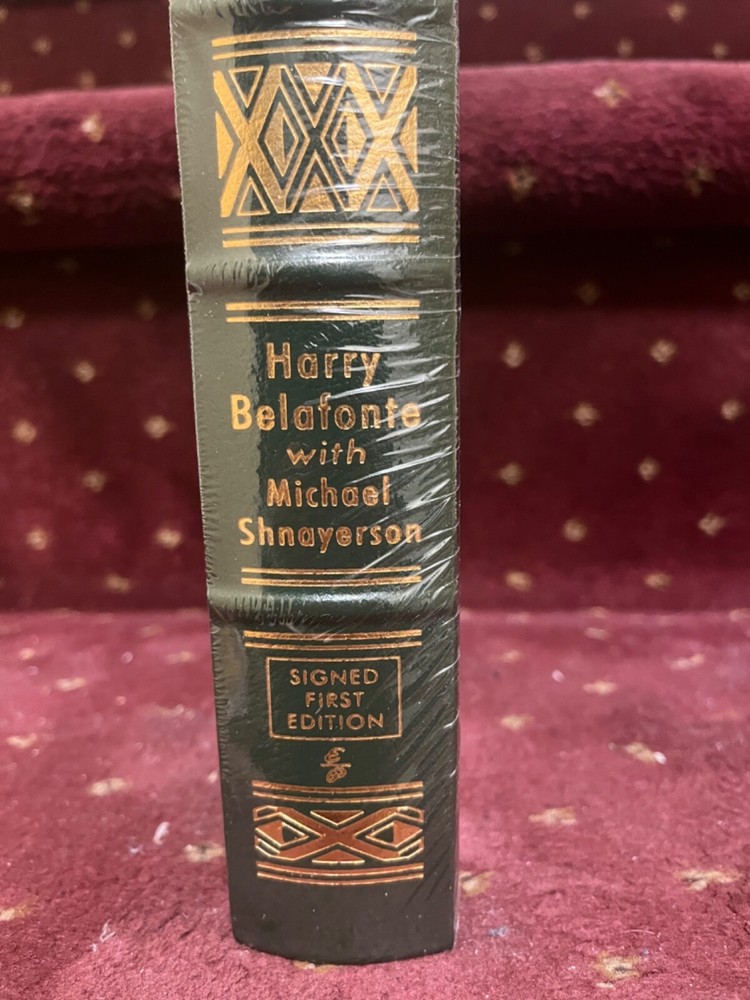 Harry
Belafonte
with
Michael
Shnayerson
SIGNED
FIRST
EDITION